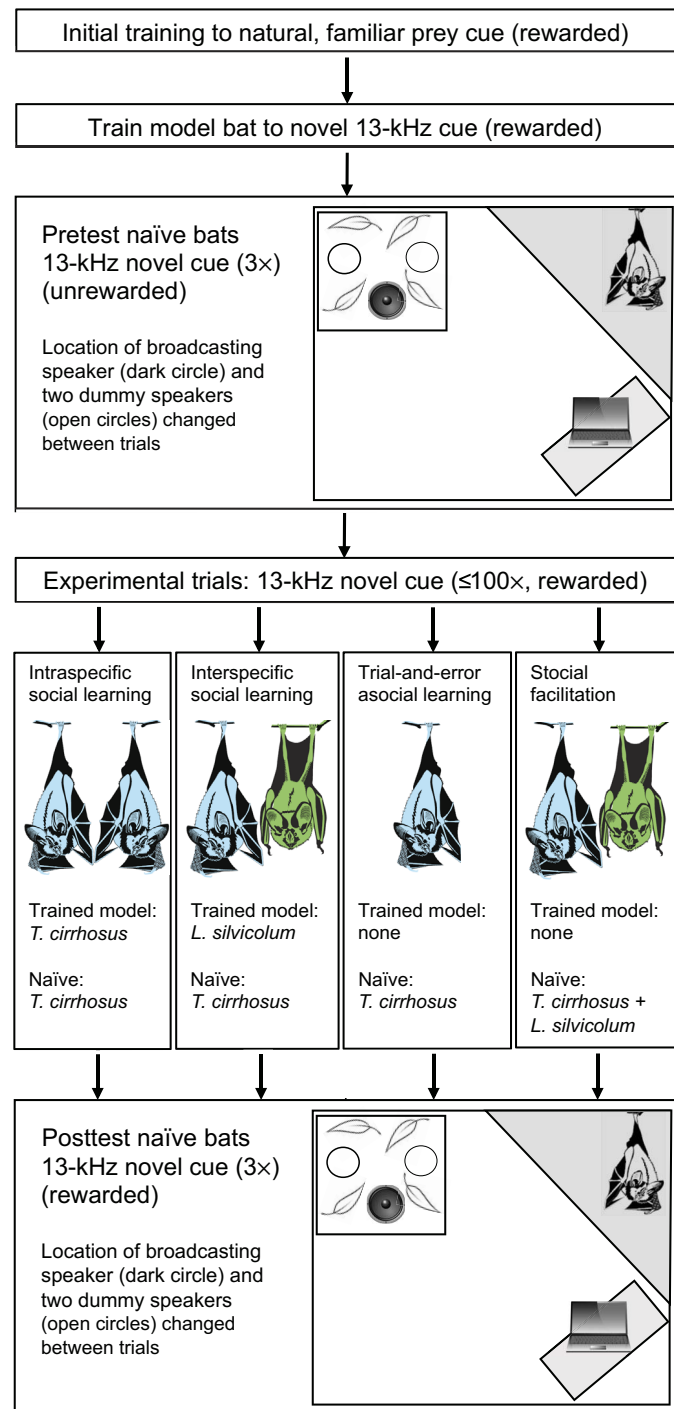 Initial training to natural, familiar prey cue (rewarded)
Train model bat to novel 13-kHz cue (rewarded)
Pretest naïve bats
13-kHz novel cue (3×)
(unrewarded)
Location of broadcasting
speaker (dark circle) and
two dummy speakers
(open circles) changed
between trials
Experimental trials: 13-kHz novel cue (≤100×, rewarded)
Intraspecific
social learning
Trained model:
T. cirrhosus
Naïve:
T. cirrhosus
Interspecific
social learning
Trained model:
L. silvicolum
Naïve:
T. cirrhosus
Trial-and-error
asocial learning
Trained model:
none
Naïve:
T. cirrhosus
Stocial
facilitation
Trained model:
none
Naïve:
T. cirrhosus +
L. silvicolum
Posttest naïve bats
13-kHz novel cue (3×)
(rewarded)
Location of broadcasting
speaker (dark circle) and
two dummy speakers
(open circles) changed
between trials